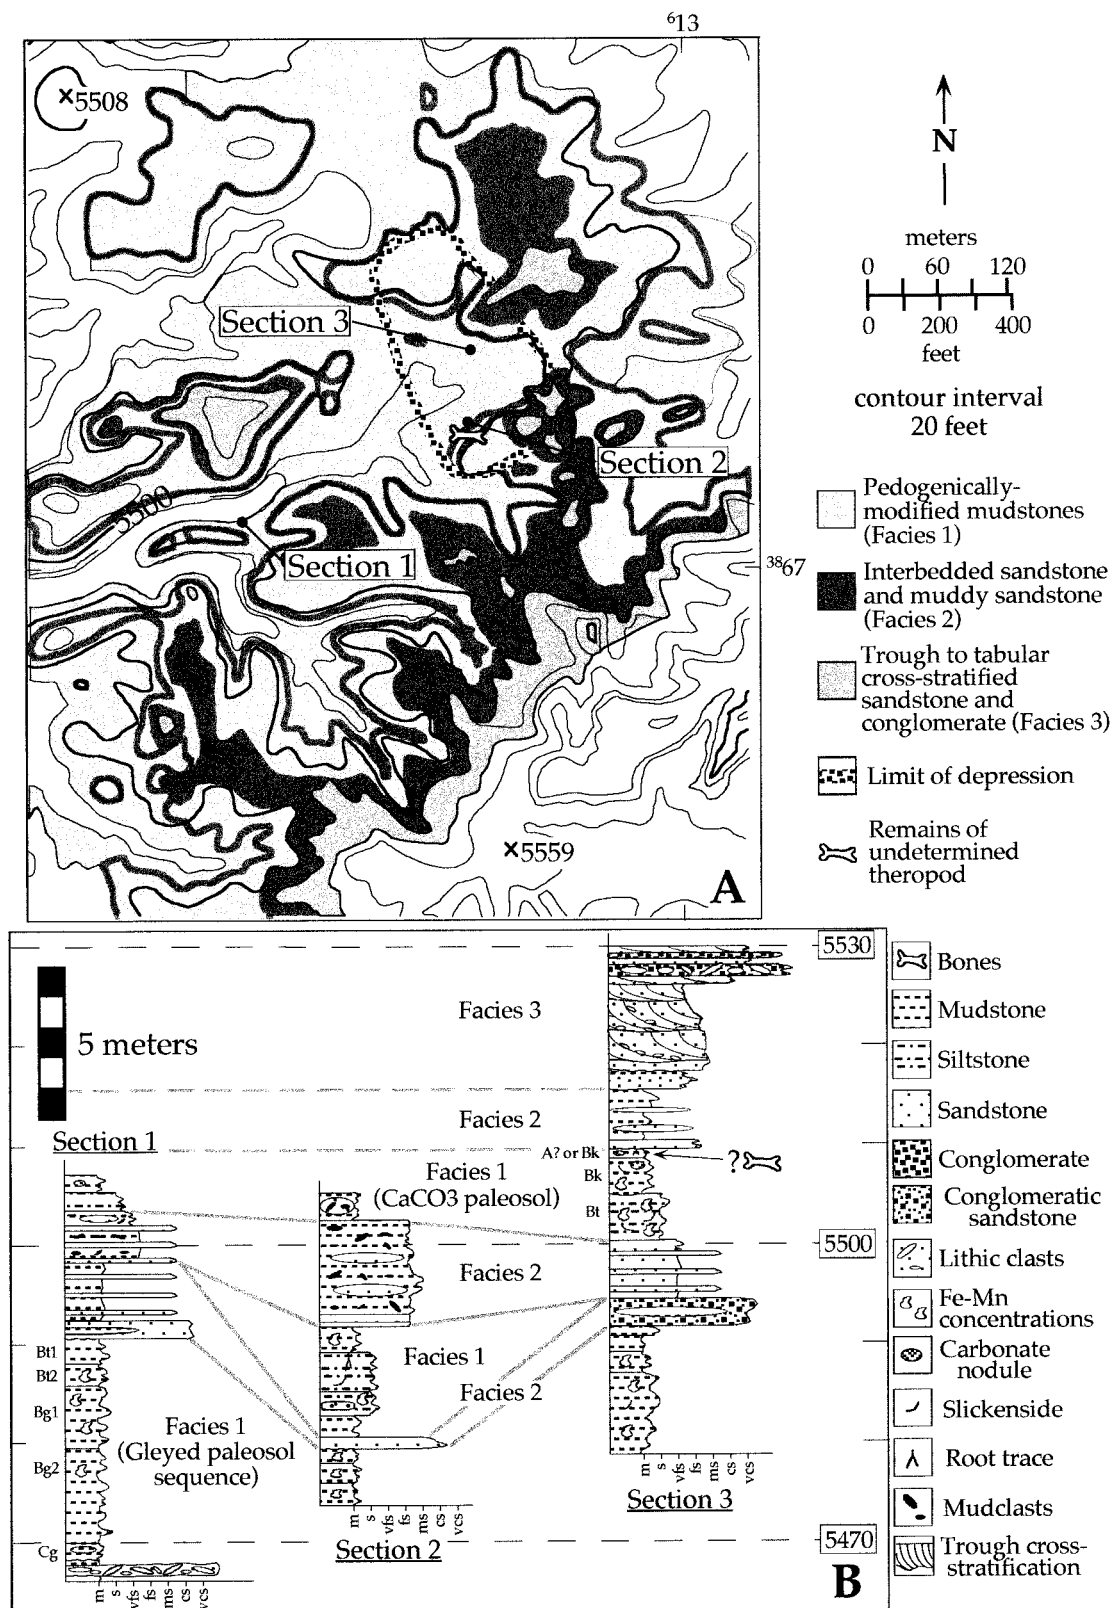 613
x5508
N
meters
0 60 120
0 200 400
feet
contour interval
20 feet
Section 3
Section 2
5500
Section 1
3867
x5559
A
Pedogenically-
modified mudstones
(Facies 1)
Interbedded sandstone
and muddy sandstone
(Facies 2)
Trough to tabular
cross-stratified
sandstone and
conglomerate (Facies 3)
Limit of depression
Remains of
undetermined
theropod
5530
5 meters
Facies 3
Section 1
Facies 2
A? or Bk
Bk
?
Facies 1
(CaCO3 paleosol)
Bt
5500
Facies 2
Bt1
Bt2
Bg1
Bg2
Cg
Facies 1
Facies 2
Facies 1
(Gleyed paleosol
sequence)
m s vfs fs ms cs vcs
Section 3
m s vfs fs ms cs vcs
Section 2
5470
m s vfs fs ms cs vcs
B
Bones
Mudstone
Siltstone
Sandstone
Conglomerate
Conglomeratic
sandstone
Lithic clasts
Fe-Mn
concentrations
Carbonate
nodule
Slickenside
Root trace
Mudclasts
Trough cross-
stratification